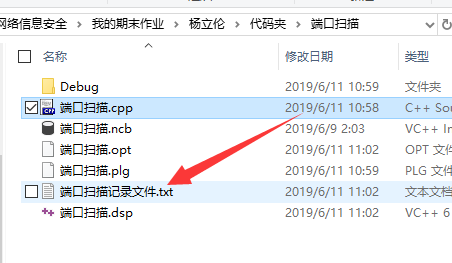 网络信息安全 > 我的期末作业 > 杨立伦 > 代码夹 > 端口扫描
名称 修改日期 类型
Debug 2019/6/11 10:59 文件夹
端口扫描.cpp 2019/6/11 10:58 C++ Sou
端口扫描.ncb 2019/6/9 2:03 VC++ In
端口扫描.opt 2019/6/11 11:02 OPT 文件
端口扫描.plg 2019/6/11 10:59 PLG 文件
端口扫描记录文件.txt 2019/6/11 11:02 文本文档
端口扫描.dsp 2019/6/11 11:02 VC++ 6